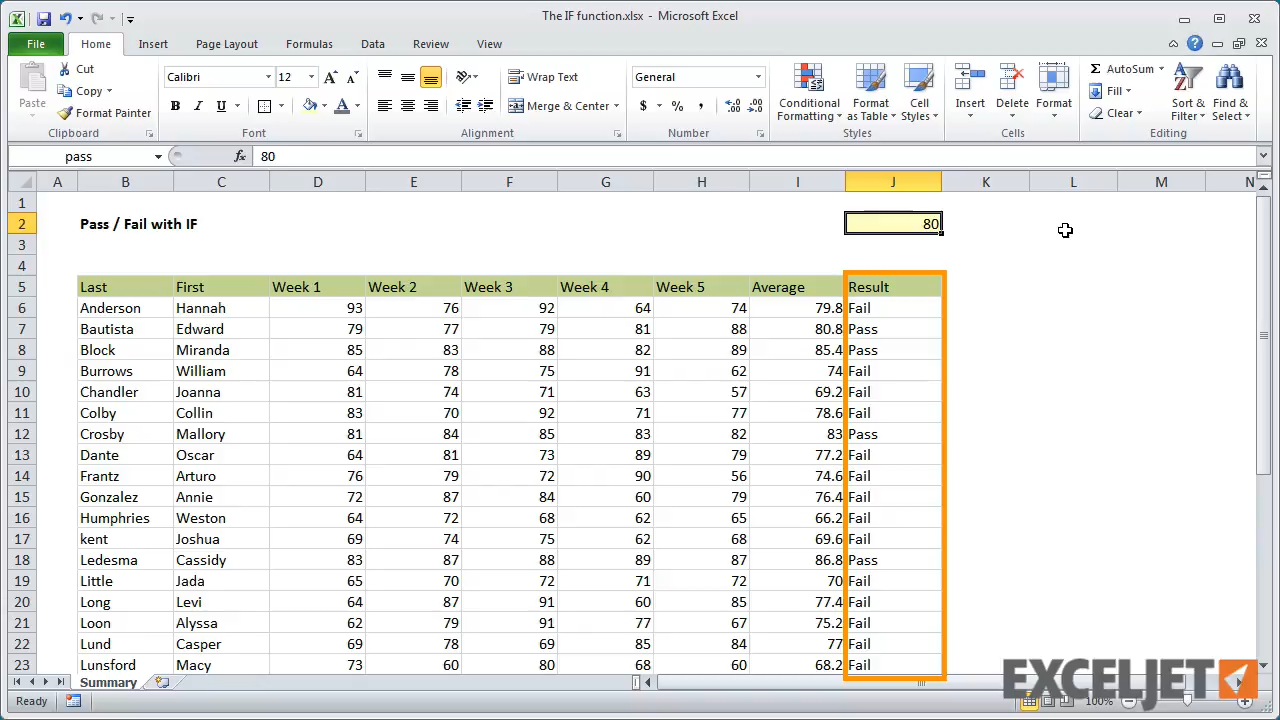 The IF function.xlsx - Microsoft Excel
File Home Insert Page Layout Formulas Data Review View
Paste Cut Copy Format Painter Clipboard
Calibri 12 B I U A Font
Wrap Text Merge & Center Alignment
General $ % , Number
Conditional Formatting Format as Table Cell Styles Styles
Insert Delete Format Cells
AutoSum Fill Clear Sort & Filter Find & Select Editing
pass fx 80
A B C D E F G H I J K L M N
1
2 Pass / Fail with IF 80
3
4
5 Last First Week 1 Week 2 Week 3 Week 4 Week 5 Average Result
6 Anderson Hannah 93 76 92 64 74 79.8 Fail
7 Bautista Edward 79 77 79 81 88 80.8 Pass
8 Block Miranda 85 83 88 82 89 85.4 Pass
9 Burrows William 64 78 75 91 62 74 Fail
10 Chandler Joanna 81 74 71 63 57 69.2 Fail
11 Colby Collin 83 70 92 71 77 78.6 Fail
12 Crosby Mallory 81 84 85 83 82 83 Pass
13 Dante Oscar 64 81 73 89 79 77.2 Fail
14 Frantz Arturo 76 79 72 90 56 74.6 Fail
15 Gonzalez Annie 72 87 84 60 79 76.4 Fail
16 Humphries Weston 64 72 68 62 65 66.2 Fail
17 kent Joshua 69 74 75 62 68 69.6 Fail
18 Ledesma Cassidy 83 87 88 89 87 86.8 Pass
19 Little Jada 65 70 72 71 72 70 Fail
20 Long Levi 64 87 91 60 85 77.4 Fail
21 Loon Alyssa 62 79 91 77 67 75.2 Fail
22 Lund Casper 69 78 69 85 84 77 Fail
23 Lunsford Macy 73 60 80 68 60 68.2 Fail
Summary
EXCELJET
Ready 100%